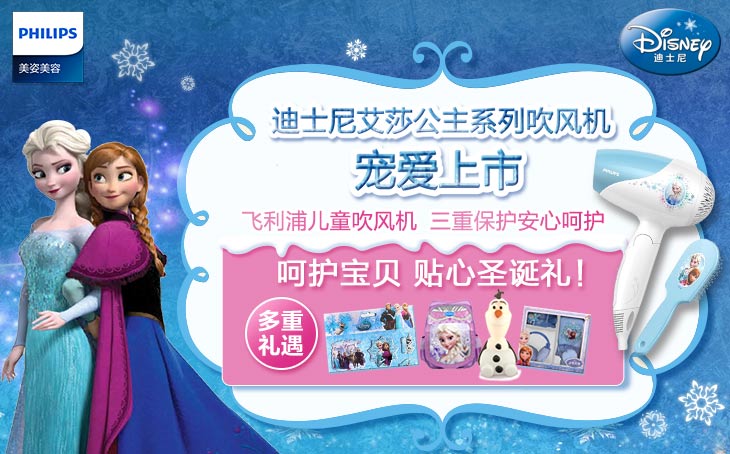 PHILIPS
美姿美容
Disney
迪士尼
迪士尼艾莎公主系列吹风机
宠爱上市
飞利浦儿童吹风机 三重保护安心呵护
呵护宝贝 贴心圣诞礼!
多重
礼遇
PHILIPS